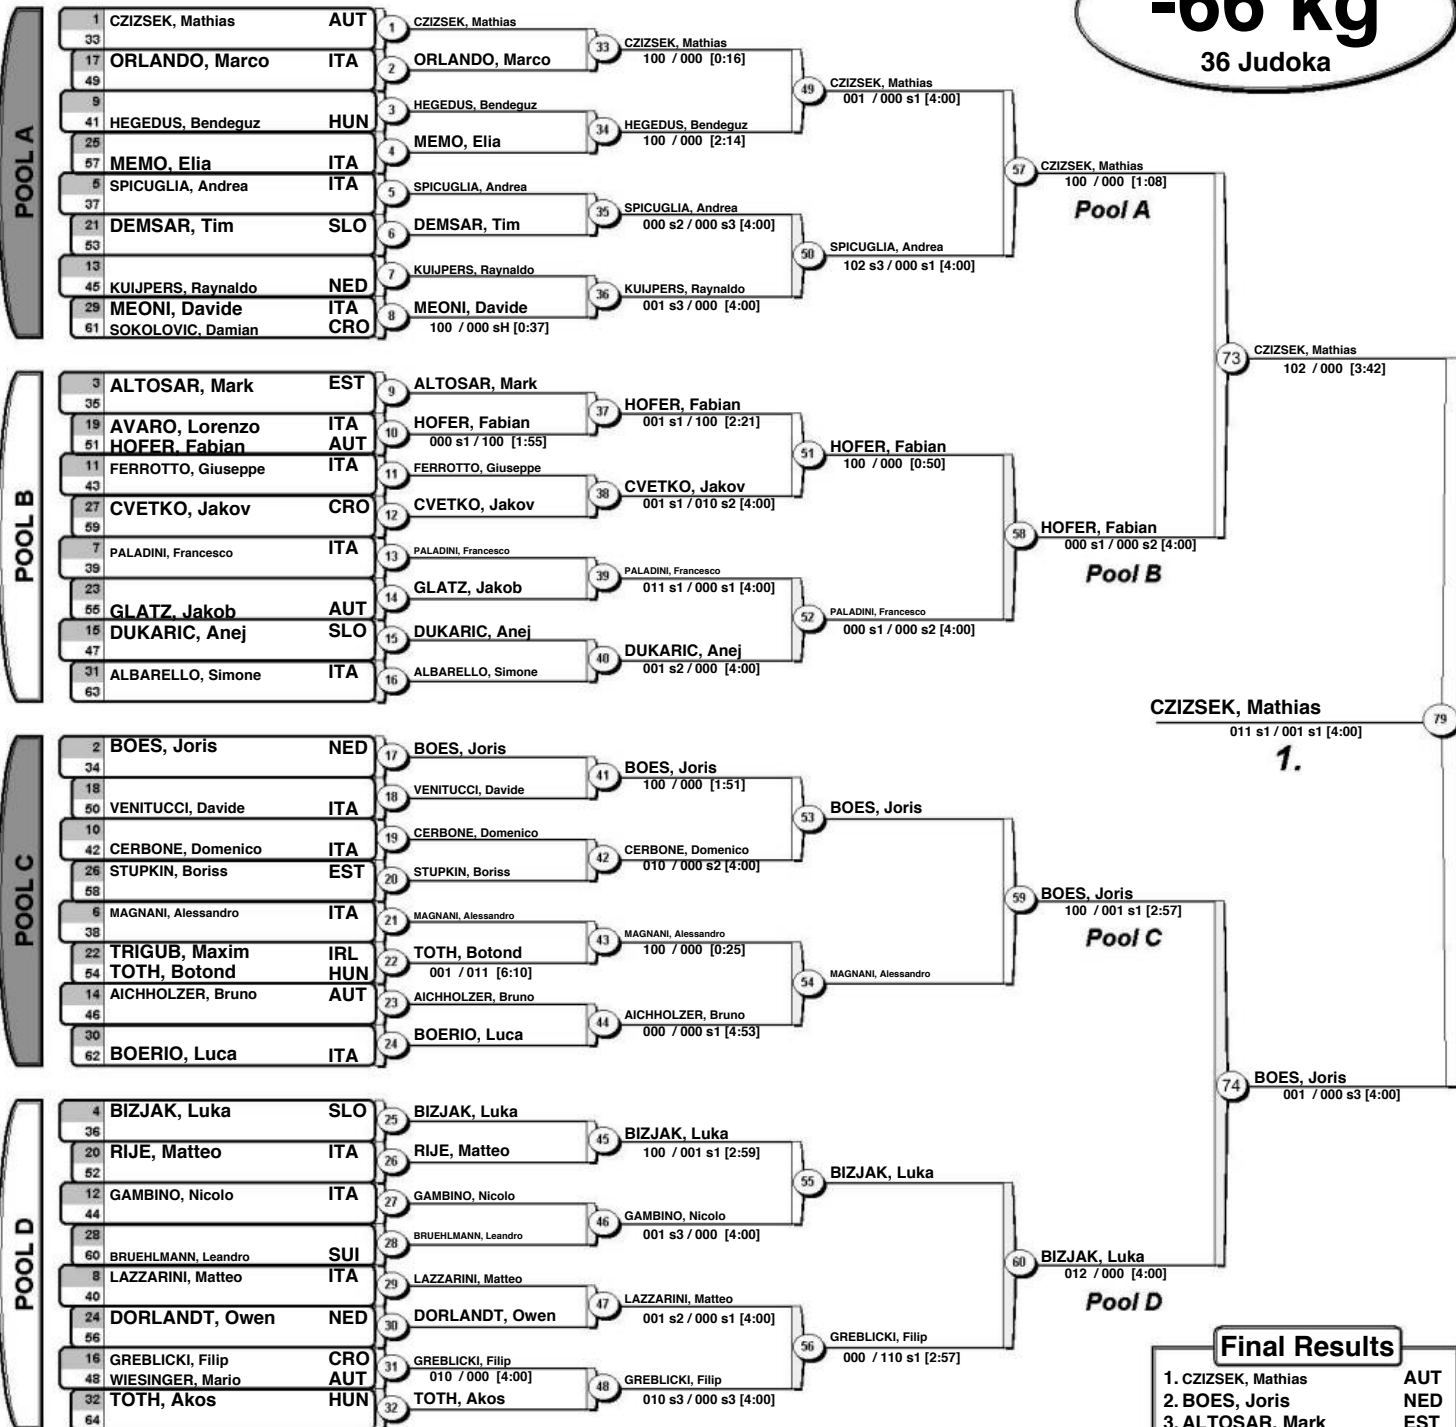 -66 kg
36 Judoka
POOL A
1 CZIZSEK, Mathias AUT
33
17 ORLANDO, Marco ITA
49
9
41 HEGEDUS, Bendeguz HUN
25
57 MEMO, Elia ITA
5 SPICUGLIA, Andrea ITA
37
21 DEMSAR, Tim SLO
53
13
45 KUIJPERS, Raynaldo NED
29 MEONI, Davide ITA
61 SOKOLOVIC, Damian CRO
1 CZIZSEK, Mathias
2 ORLANDO, Marco
3 HEGEDUS, Bendeguz
4 MEMO, Elia
5 SPICUGLIA, Andrea
6 DEMSAR, Tim
7 KUIJPERS, Raynaldo
8 MEONI, Davide
100 / 000 sH [0:37]
33 CZIZSEK, Mathias
100 / 000 [0:16]
34 HEGEDUS, Bendeguz
100 / 000 [2:14]
35 SPICUGLIA, Andrea
000 s2 / 000 s3 [4:00]
36 KUIJPERS, Raynaldo
001 s3 / 000 [4:00]
49 CZIZSEK, Mathias
001 / 000 s1 [4:00]
50 SPICUGLIA, Andrea
102 s3 / 000 s1 [4:00]
57 CZIZSEK, Mathias
100 / 000 [1:08]
Pool A
POOL B
3 ALTOSAR, Mark EST
35
19 AVARO, Lorenzo ITA
51 HOFER, Fabian AUT
11 FERROTTO, Giuseppe ITA
43
27 CVETKO, Jakov CRO
59
7 PALADINI, Francesco ITA
39
23
55 GLATZ, Jakob AUT
15 DUKARIC, Anej SLO
47
31 ALBARELLO, Simone ITA
63
9 ALTOSAR, Mark
10 HOFER, Fabian
000 s1 / 100 [1:55]
11 FERROTTO, Giuseppe
12 CVETKO, Jakov
13 PALADINI, Francesco
14 GLATZ, Jakob
15 DUKARIC, Anej
16 ALBARELLO, Simone
37 HOFER, Fabian
001 s1 / 100 [2:21]
38 CVETKO, Jakov
001 s1 / 010 s2 [4:00]
39 PALADINI, Francesco
011 s1 / 000 s1 [4:00]
40 DUKARIC, Anej
001 s2 / 000 [4:00]
51 HOFER, Fabian
100 / 000 [0:50]
52 PALADINI, Francesco
000 s1 / 000 s2 [4:00]
58 HOFER, Fabian
000 s1 / 000 s2 [4:00]
Pool B
73 CZIZSEK, Mathias
102 / 000 [3:42]
CZIZSEK, Mathias 79
011 s1 / 001 s1 [4:00]
1.
POOL C
2 BOES, Joris NED
34
18
50 VENITUCCI, Davide ITA
10
42 CERBONE, Domenico ITA
26 STUPKIN, Boriss EST
58
6 MAGNANI, Alessandro ITA
38
22 TRIGUB, Maxim IRL
54 TOTH, Botond HUN
14 AICHHOLZER, Bruno AUT
46
30
62 BOERIO, Luca ITA
17 BOES, Joris
18 VENITUCCI, Davide
19 CERBONE, Domenico
20 STUPKIN, Boriss
21 MAGNANI, Alessandro
22 TOTH, Botond
001 / 011 [6:10]
23 AICHHOLZER, Bruno
24 BOERIO, Luca
41 BOES, Joris
100 / 000 [1:51]
42 CERBONE, Domenico
010 / 000 s2 [4:00]
43 MAGNANI, Alessandro
100 / 000 [0:25]
44 AICHHOLZER, Bruno
000 / 000 s1 [4:53]
53 BOES, Joris
54 MAGNANI, Alessandro
59 BOES, Joris
100 / 001 s1 [2:57]
Pool C
POOL D
4 BIZJAK, Luka SLO
36
20 RIJE, Matteo ITA
52
12 GAMBINO, Nicolo ITA
44
28
60 BRUEHLMANN, Leandro SUI
8 LAZZARINI, Matteo ITA
40
24 DORLANDT, Owen NED
56
16 GREBLICKI, Filip CRO
48 WIESINGER, Mario AUT
32 TOTH, Akos HUN
64
25 BIZJAK, Luka
26 RIJE, Matteo
27 GAMBINO, Nicolo
28 BRUEHLMANN, Leandro
29 LAZZARINI, Matteo
30 DORLANDT, Owen
31 GREBLICKI, Filip
010 / 000 [4:00]
32 TOTH, Akos
45 BIZJAK, Luka
100 / 001 s1 [2:59]
46 GAMBINO, Nicolo
001 s3 / 000 [4:00]
47 LAZZARINI, Matteo
001 s2 / 000 s1 [4:00]
48 GREBLICKI, Filip
010 s3 / 000 s3 [4:00]
55 BIZJAK, Luka
56 GREBLICKI, Filip
000 / 110 s1 [2:57]
60 BIZJAK, Luka
012 / 000 [4:00]
Pool D
74 BOES, Joris
001 / 000 s3 [4:00]
Final Results
1. CZIZSEK, Mathias AUT
2. BOES, Joris NED
3. ALTOSAR, Mark EST